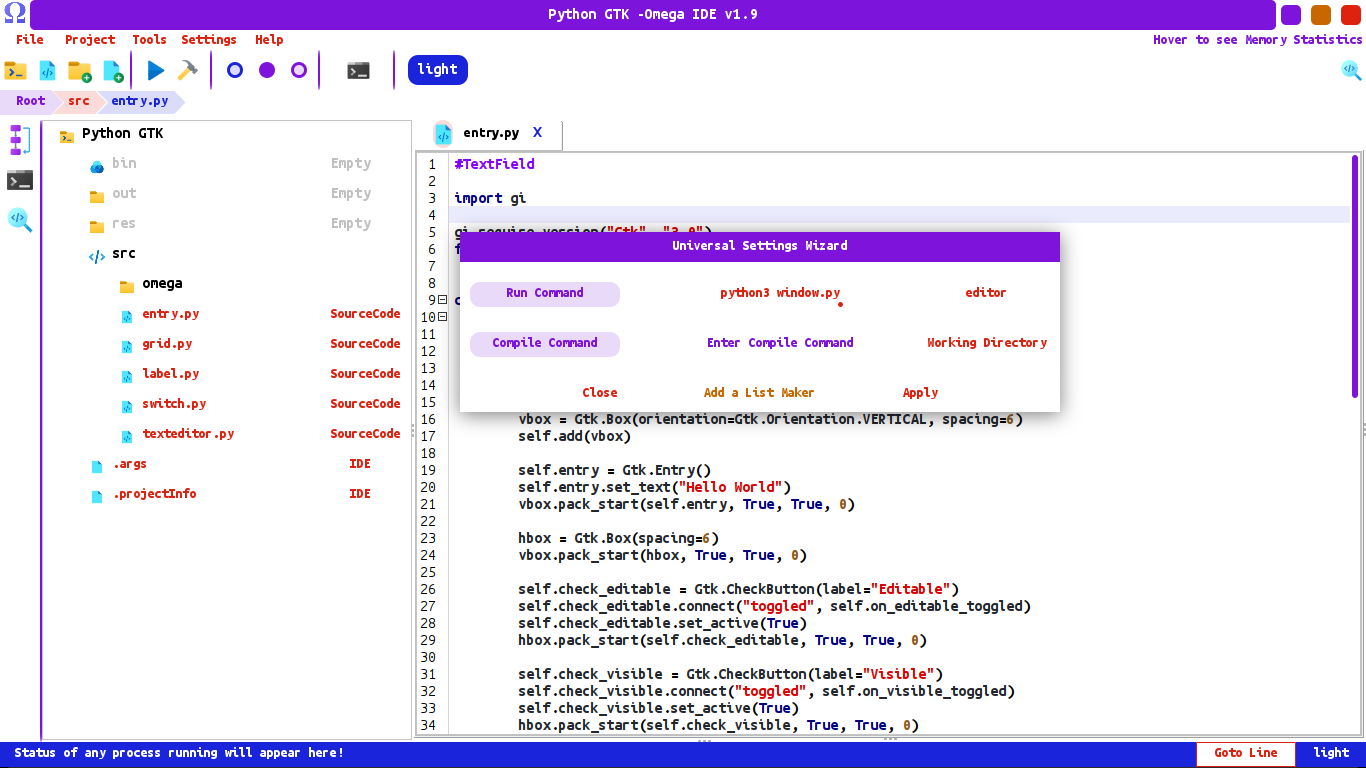 Python GTK -Omega IDE v1.9
File Project Tools Settings Help
Hover to see Memory Statistics
light
Root src entry.py
Python GTK
bin Empty
out Empty
res Empty
src
omega
entry.py SourceCode
grid.py SourceCode
label.py SourceCode
switch.py SourceCode
texteditor.py SourceCode
.args IDE
.projectInfo IDE
entry.py X
1 #TextField
2
3 import gi
4
5
6
7
8
9
10
11
12
13
14
15
Universal Settings Wizard
Run Command python3 window.py editor
Compile Command Enter Compile Command Working Directory
Close Add a List Maker Apply
16 vbox = Gtk.Box(orientation=Gtk.Orientation.VERTICAL, spacing=6)
17 self.add(vbox)
18
19 self.entry = Gtk.Entry()
20 self.entry.set_text("Hello World")
21 vbox.pack_start(self.entry, True, True, 0)
22
23 hbox = Gtk.Box(spacing=6)
24 vbox.pack_start(hbox, True, True, 0)
25
26 self.check_editable = Gtk.CheckButton(label="Editable")
27 self.check_editable.connect("toggled", self.on_editable_toggled)
28 self.check_editable.set_active(True)
29 hbox.pack_start(self.check_editable, True, True, 0)
30
31 self.check_visible = Gtk.CheckButton(label="Visible")
32 self.check_visible.connect("toggled", self.on_visible_toggled)
33 self.check_visible.set_active(True)
34 hbox.pack_start(self.check_visible, True, True, 0)
Status of any process running will appear here!
Goto Line
light